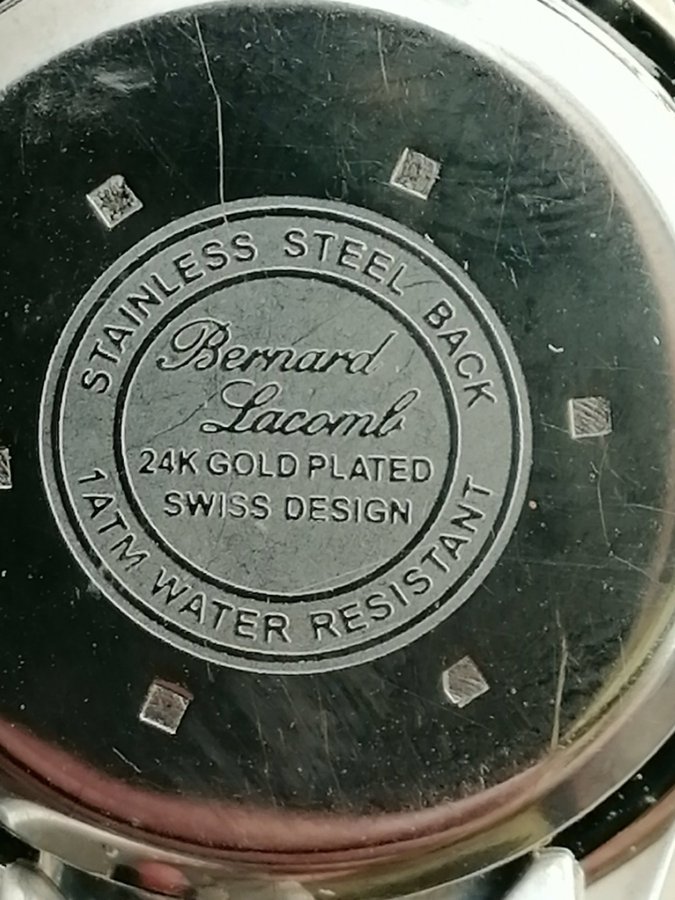 STAINLESS STEEL BACK
Bernard
Lacomb
24K GOLD PLATED
SWISS DESIGN
1ATM WATER RESISTANT